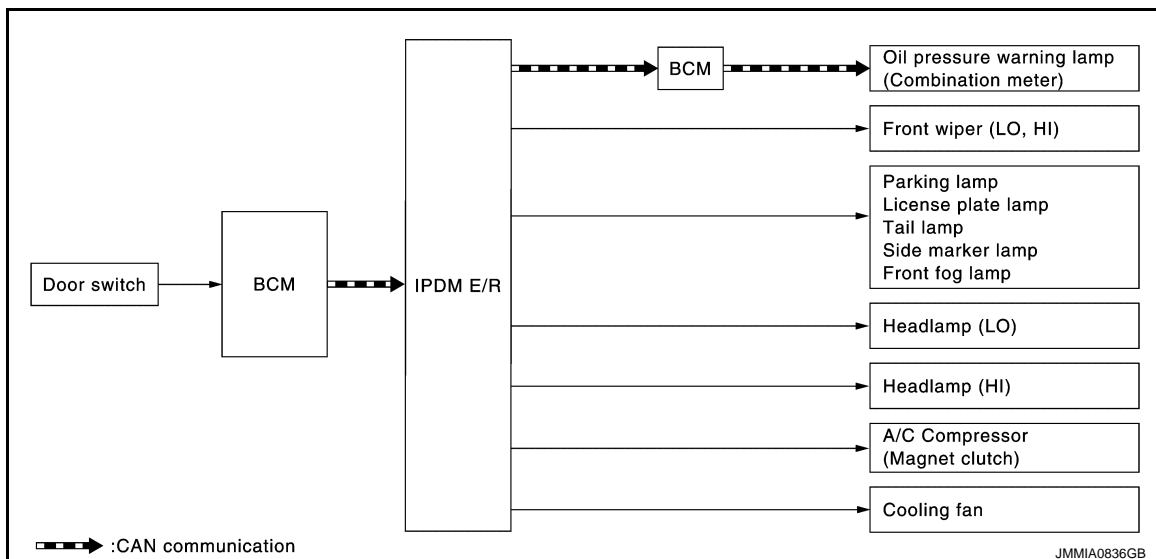 Door switch
BCM
IPDM E/R
BCM
Oil pressure warning lamp
(Combination meter)
Front wiper (LO, HI)
Parking lamp
License plate lamp
Tail lamp
Side marker lamp
Front fog lamp
Headlamp (LO)
Headlamp (HI)
A/C Compressor
(Magnet clutch)
Cooling fan
:CAN communication
JMMIA0836GB